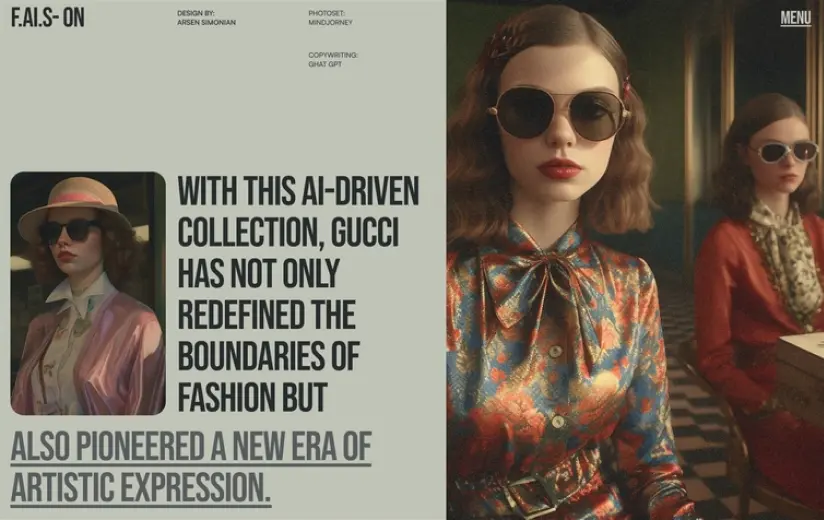 F.AI.S- ON
DESIGN BY:
ARSEN SIMONIAN
PHOTOSET:
MINDJORNEY
COPYWRITING:
GHAT GPT
MENU
WITH THIS AI-DRIVEN
COLLECTION, GUCCI
HAS NOT ONLY
REDEFINED THE
BOUNDARIES OF
FASHION BUT
ALSO PIONEERED A NEW ERA OF
ARTISTIC EXPRESSION.